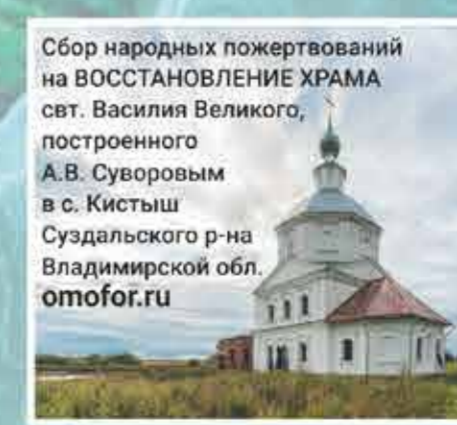 Сбор народных пожертвований
на ВОССТАНОВЛЕНИЕ ХРАМА
свт. Василия Великого,
построенного
А.В. Суворовым
в с. Кистыш
Суздальского р-на
Владимирской обл.
omofor.ru